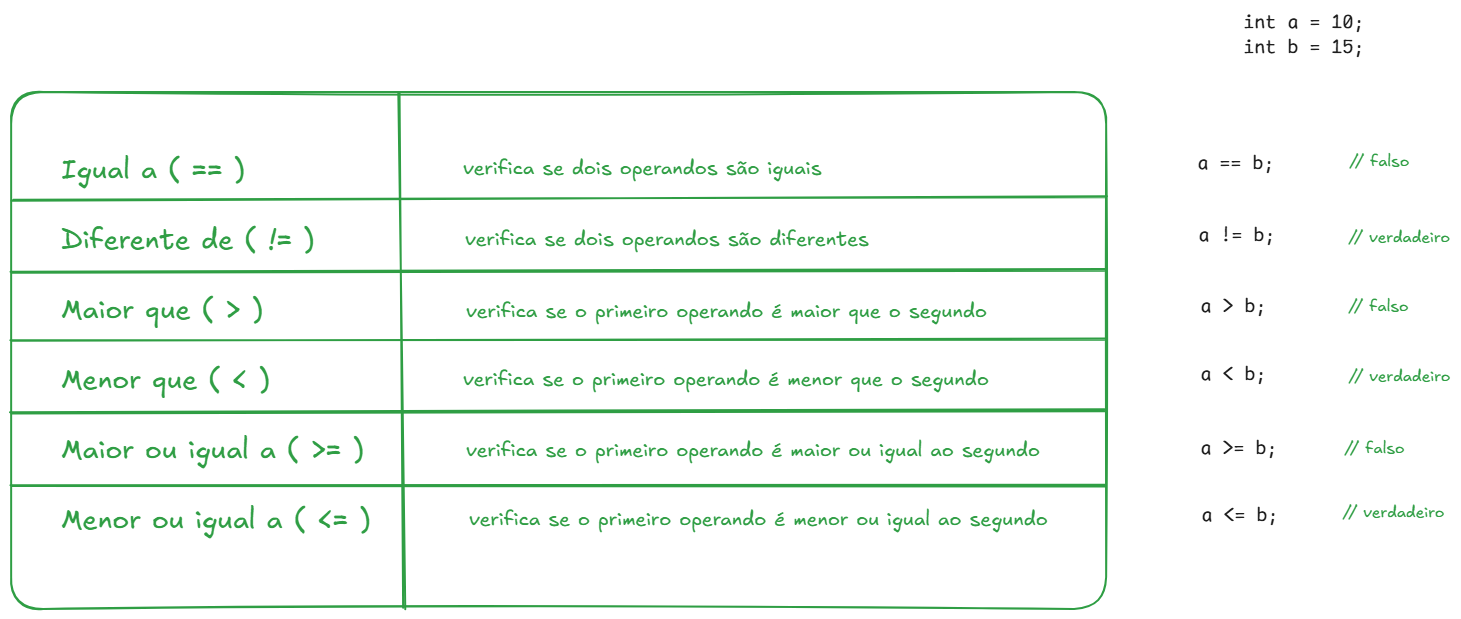 int a = 10;
int b = 15;
Igual a ( == ) verifica se dois operandos são iguais a == b; // falso
Diferente de ( != ) verifica se dois operandos são diferentes a != b; // verdadeiro
Maior que ( > ) verifica se o primeiro operando é maior que o segundo a > b; // falso
Menor que ( < ) verifica se o primeiro operando é menor que o segundo a < b; // verdadeiro
Maior ou igual a ( >= ) verifica se o primeiro operando é maior ou igual ao segundo a >= b; // falso
Menor ou igual a ( <= ) verifica se o primeiro operando é menor ou igual ao segundo a <= b; // verdadeiro